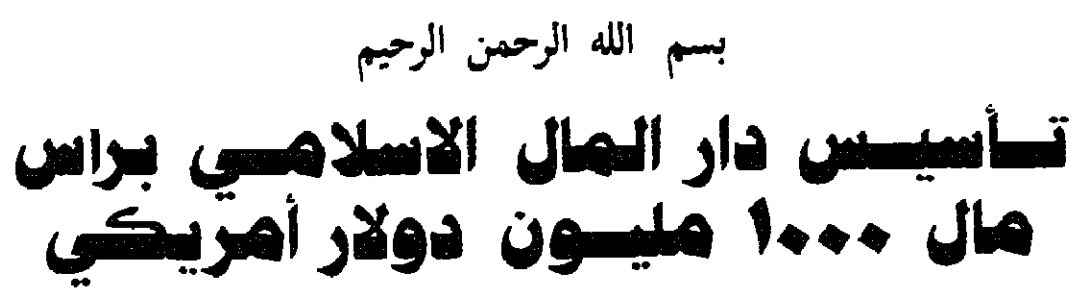 بسم الله الرحمن الرحيم
تأسيس دار المال الاسلامي براس
مال ١٠٠٠ مليون دولار أمريكي